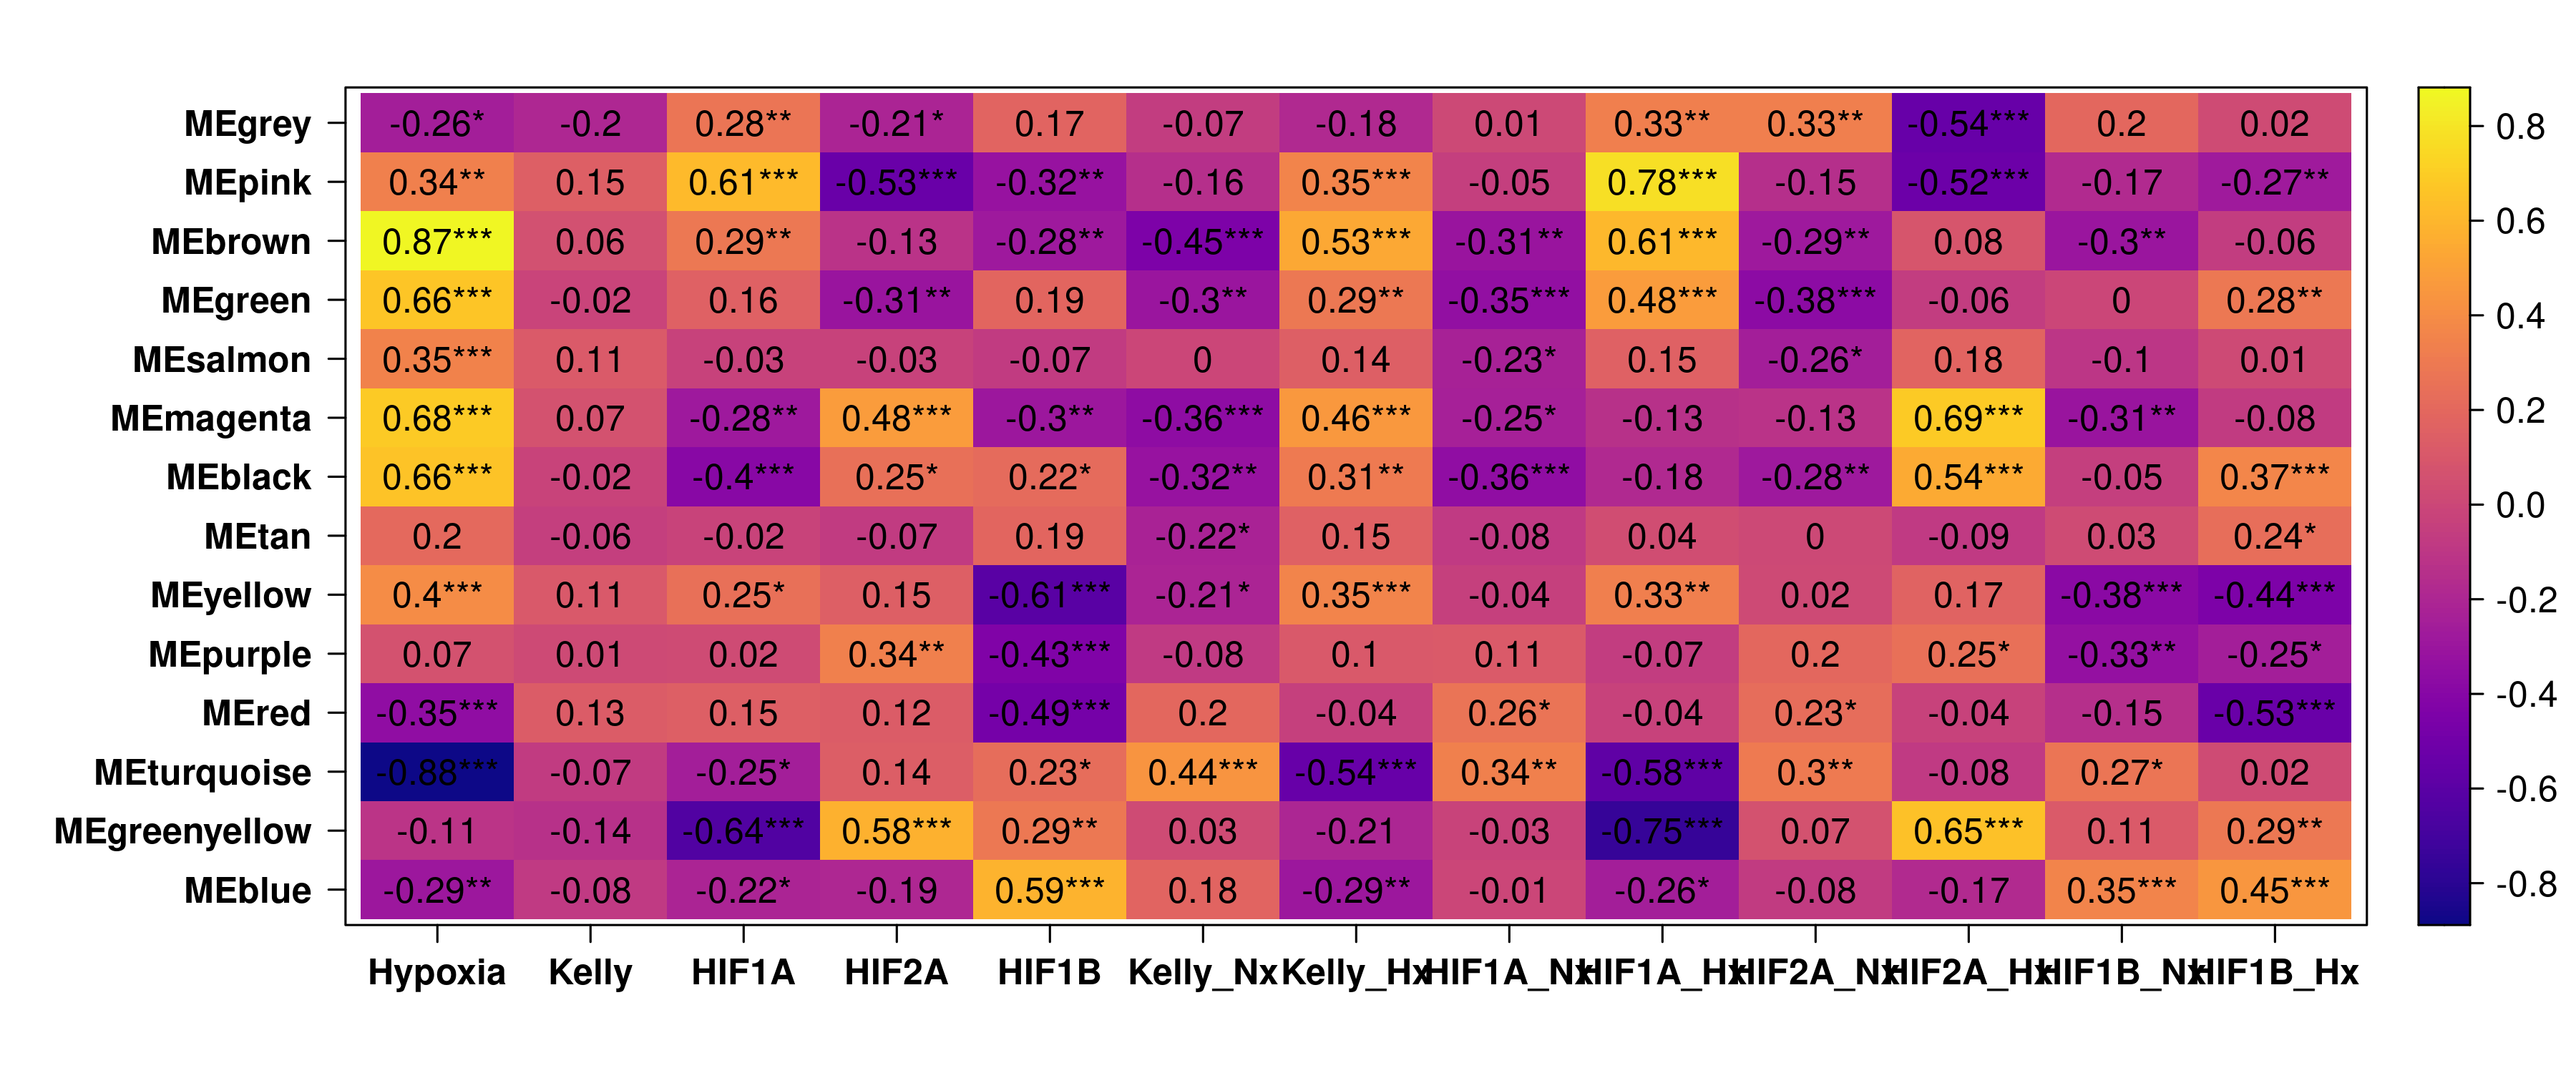 MEgrey -0.26* -0.2 0.28** -0.21* 0.17 -0.07 -0.18 0.01 0.33** 0.33** -0.54*** 0.2 0.02
0.8
MEpink 0.34** 0.15 0.61*** -0.53*** -0.32** -0.16 0.35*** -0.05 0.78*** -0.15 -0.52*** -0.17 -0.27**
0.6
MEbrown 0.87*** 0.06 0.29** -0.13 -0.28** -0.45*** 0.53*** -0.31** 0.61*** -0.29** 0.08 -0.3** -0.06
MEgreen 0.66*** -0.02 0.16 -0.31** 0.19 -0.3** 0.29** -0.35*** 0.48*** -0.38*** -0.06 0 0.28**
0.4
MEsalmon 0.35*** 0.11 -0.03 -0.03 -0.07 0 0.14 -0.23* 0.15 -0.26* 0.18 -0.1 0.01
MEmagenta 0.68*** 0.07 -0.28** 0.48*** -0.3** -0.36*** 0.46*** -0.25* -0.13 -0.13 0.69*** -0.31** -0.08
0.2
MEblack 0.66*** -0.02 -0.4*** 0.25* 0.22* -0.32** 0.31** -0.36*** -0.18 -0.28** 0.54*** -0.05 0.37***
0.0
MEtan 0.2 -0.06 -0.02 -0.07 0.19 -0.22* 0.15 -0.08 0.04 0 -0.09 0.03 0.24*
MEyellow 0.4*** 0.11 0.25* 0.15 -0.61*** -0.21* 0.35*** -0.04 0.33** 0.02 0.17 -0.38*** -0.44***
-0.2
MEpurple 0.07 0.01 0.02 0.34** -0.43*** -0.08 0.1 0.11 -0.07 0.2 0.25* -0.33** -0.25*
-0.4
MEred -0.35*** 0.13 0.15 0.12 -0.49*** 0.2 -0.04 0.26* -0.04 0.23* -0.04 -0.15 -0.53***
MEturquoise -0.88*** -0.07 -0.25* 0.14 0.23* 0.44*** -0.54*** 0.34** -0.58*** 0.3** -0.08 0.27* 0.02
-0.6
MEgreenyellow -0.11 -0.14 -0.64*** 0.58*** 0.29** 0.03 -0.21 -0.03 -0.75*** 0.07 0.65*** 0.11 0.29**
MEblue -0.29** -0.08 -0.22* -0.19 0.59*** 0.18 -0.29** -0.01 -0.26* -0.08 -0.17 0.35*** 0.45***
-0.8
Hypoxia Kelly HIF1A HIF2A HIF1B Kelly_Nx Kelly_Hx HIF1A_Nx HIF1A_Hx HIF2A_Nx HIF2A_Hx HIF1B_Nx HIF1B_Hx